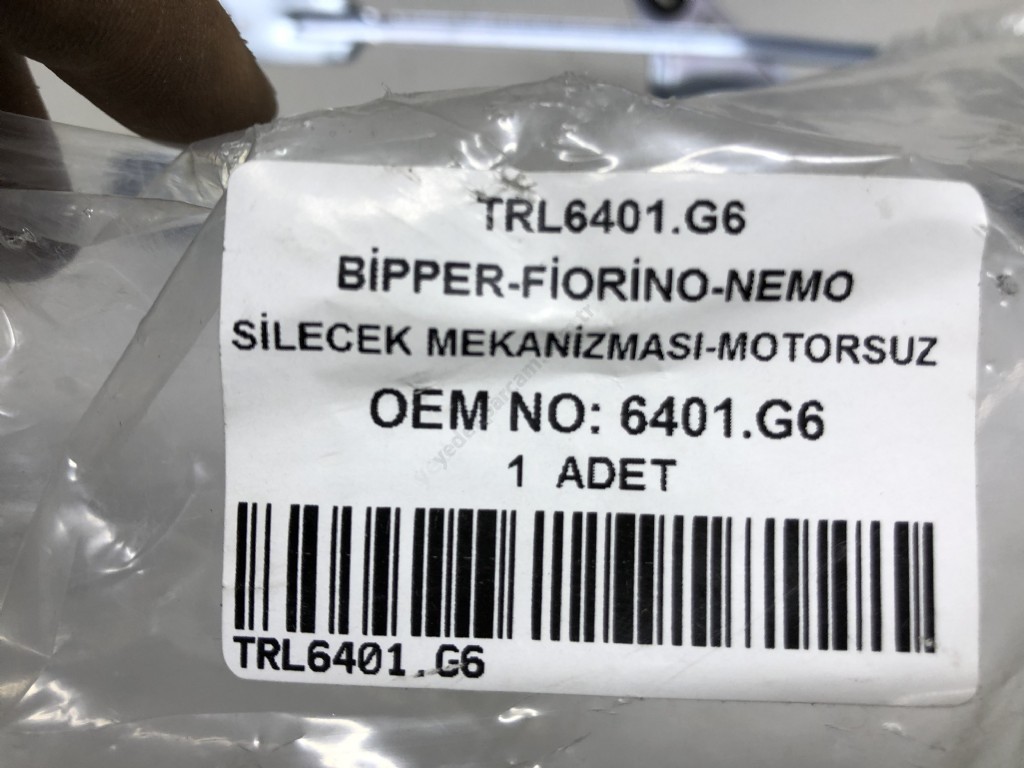 TRL6401.G6
BİPPER-FİORİNO-NEMO
SİLECEK MEKANİZMASI-MOTORSUZ
OEM NO: 6401.G6
1 ADET
TRL6401.G6